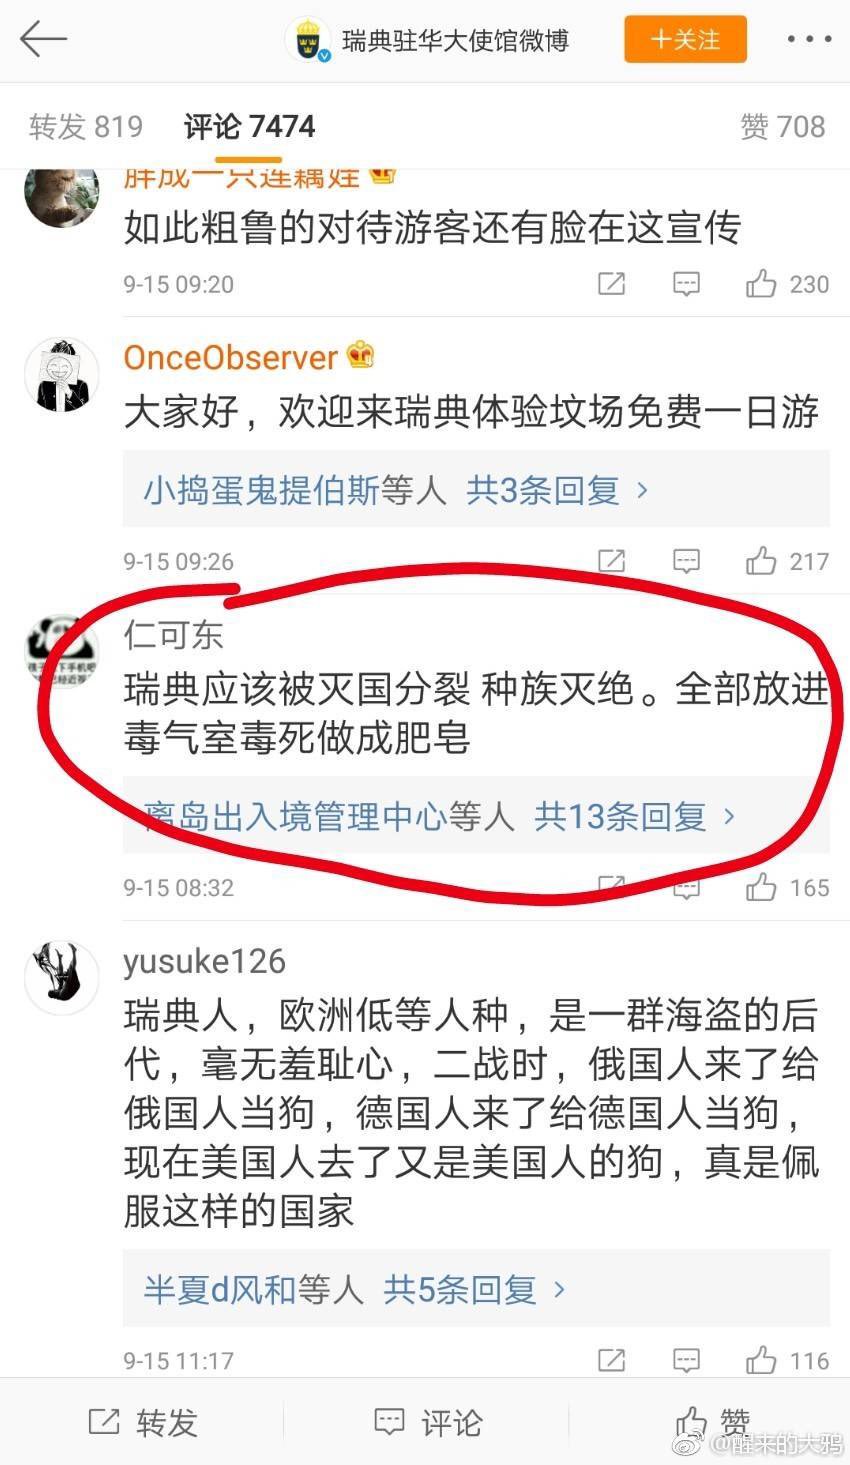 瑞典驻华大使馆微博
十关注
转发 819
评论 7474
赞 708
胖成一只莲藕娃
如此粗鲁的对待游客还有脸在这宣传
9-15 09:20
230
OnceObserver
大家好，欢迎来瑞典体验坟场免费一日游
小捣蛋鬼提伯斯等人 共3条回复 >
9-15 09:26
217
仁可东
瑞典应该被灭国分裂 种族灭绝。全部放进
毒气室毒死做成肥皂
离岛出入境管理中心等人 共13条回复 >
9-15 08:32
165
yusuke126
瑞典人，欧洲低等人种，是一群海盗的后
代，毫无羞耻心，二战时，俄国人来了给
俄国人当狗，德国人来了给德国人当狗，
现在美国人去了又是美国人的狗，真是佩
服这样的国家
半夏d风和等人 共5条回复 >
9-15 11:17
116
转发
评论
赞
@醒来的大鸦